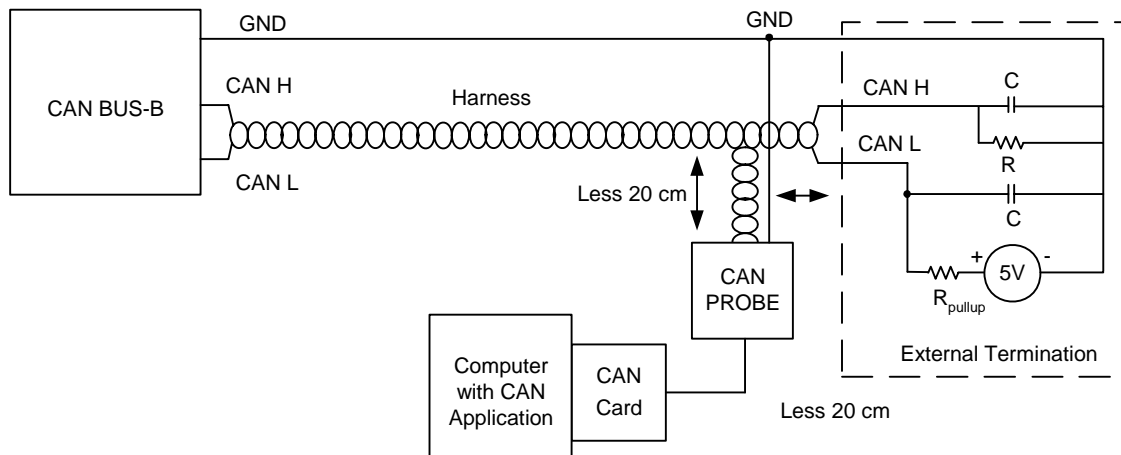 GND
GND
CAN H
C
CAN H
CAN BUS-B
Harness
CAN L
R
CAN L
Less 20 cm
C
+
5V
-
CAN
PROBE
Rpullup
External Termination
Computer
with CAN
Application
CAN
Card
Less 20 cm